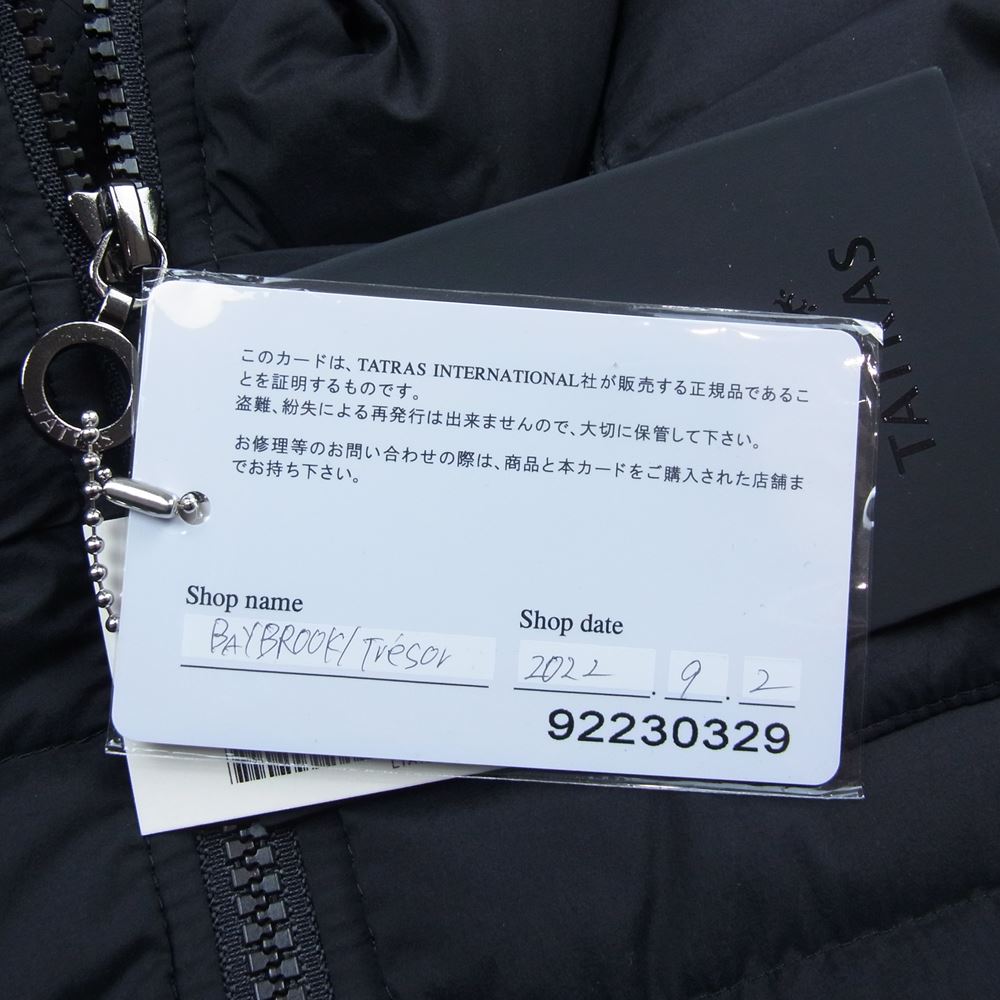 このカードは、TATRAS INTERNATIONAL社が販売する正規品であるこ
とを証明するものです。
盗難、紛失による再発行は出来ませんので、大切に保管して下さい。
お修理等のお問い合わせの際は、商品と本カードをご購入された店舗ま
でお持ち下さい。
Shop name
BAYBROOK/Trésor
Shop date
2022 . 9 . 2
92230329
TATRAS
TATRAS